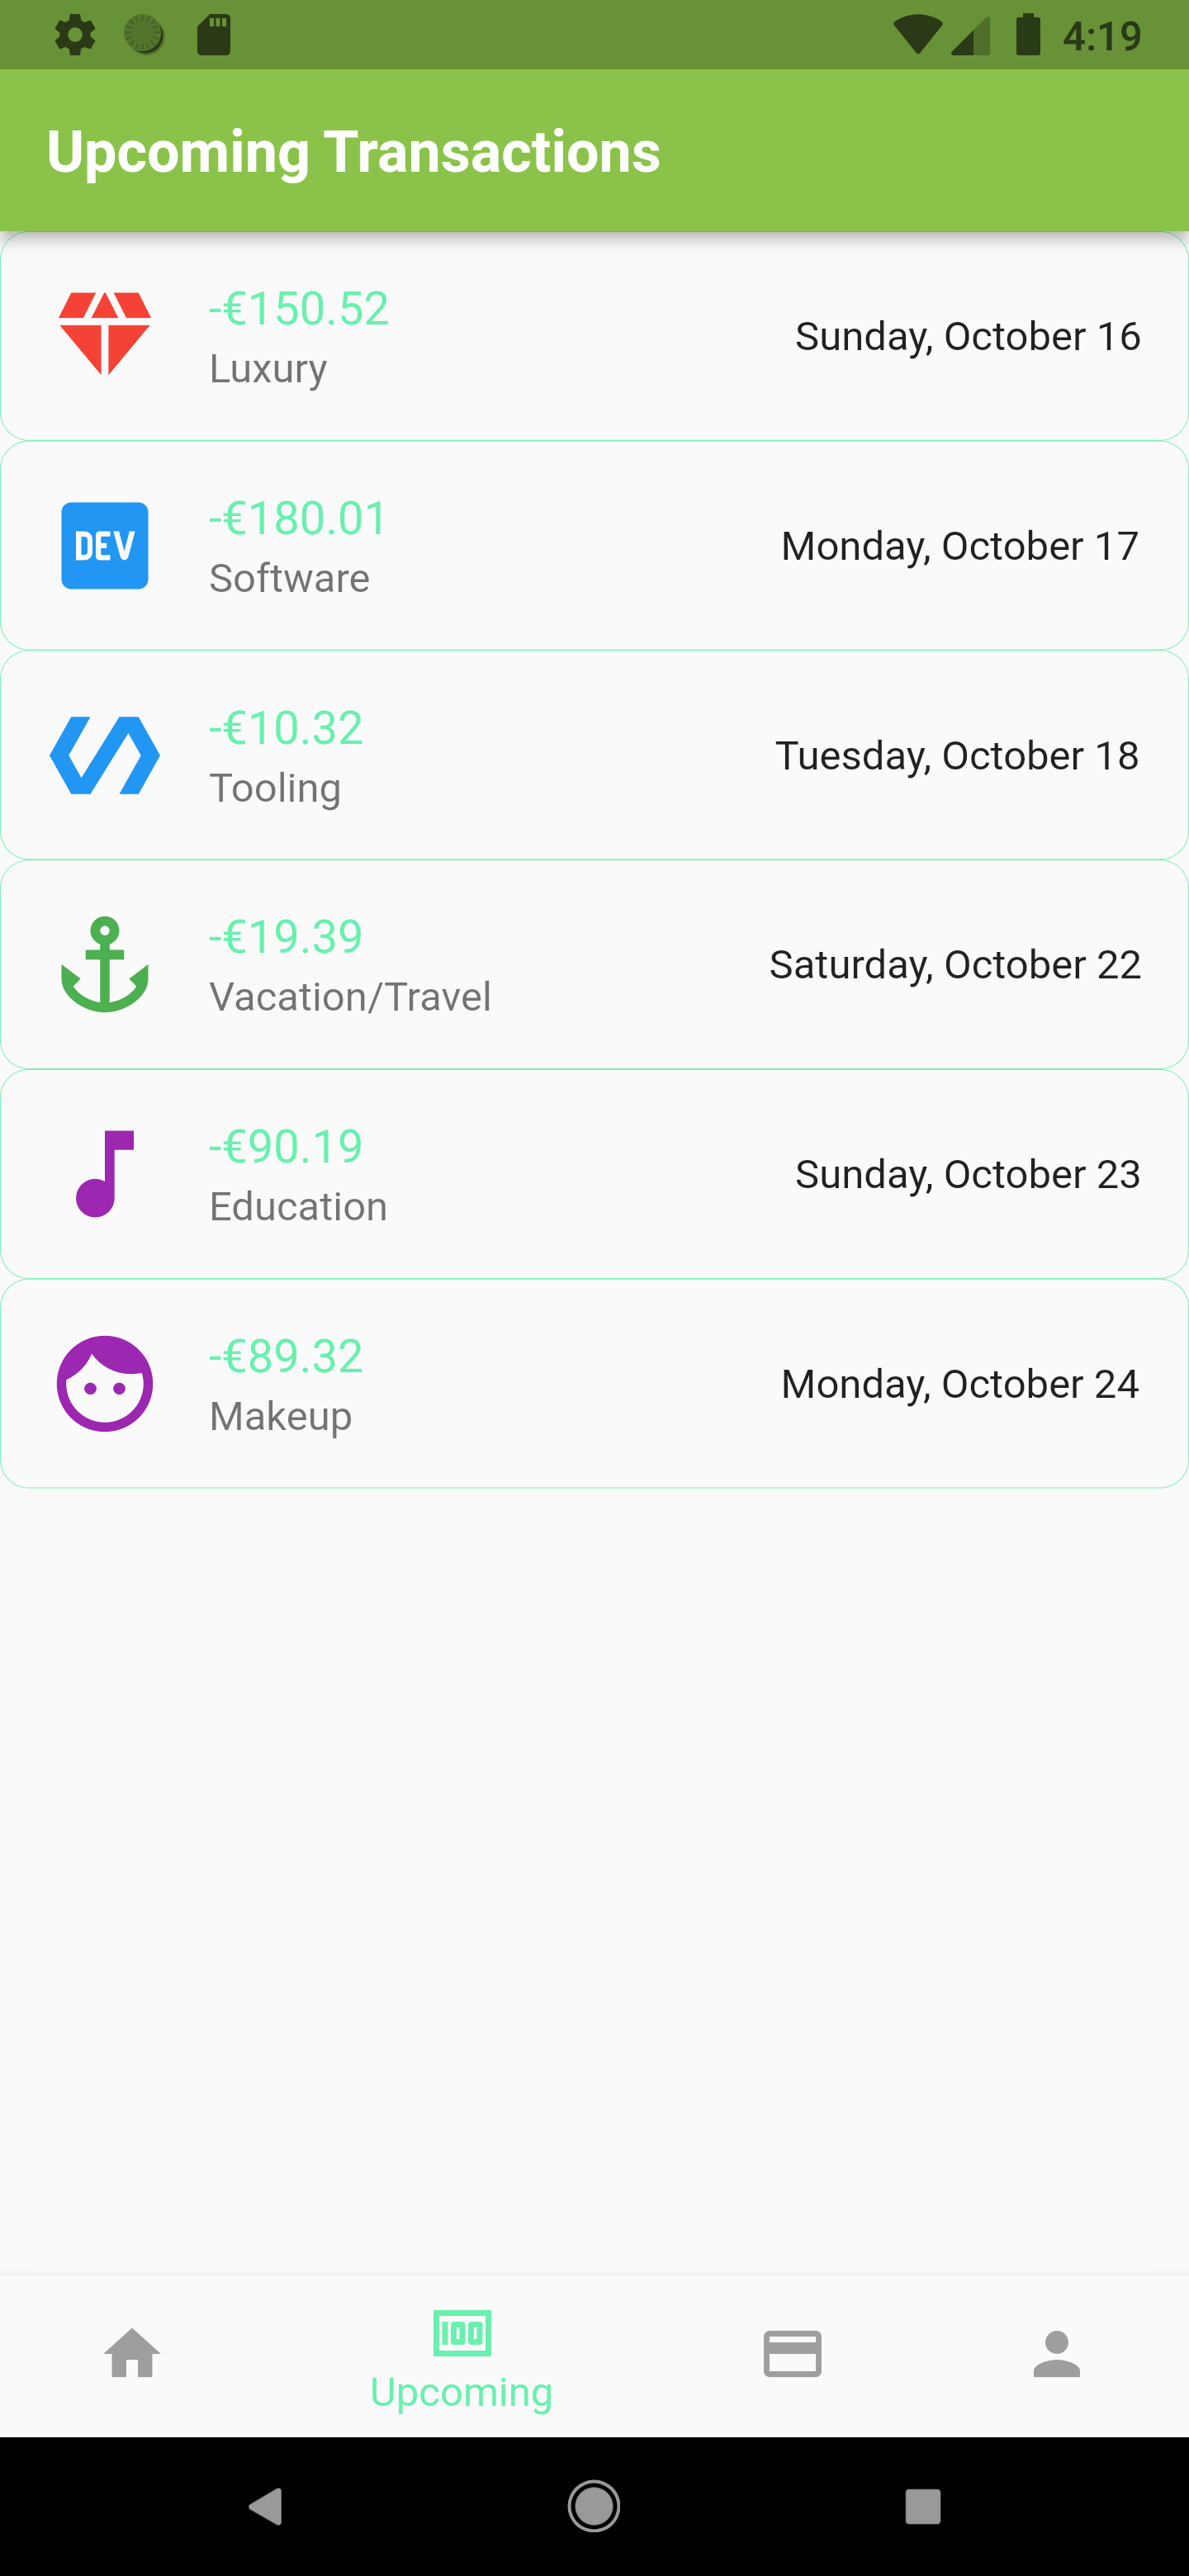 4:19
Upcoming Transactions
-€150.52
Luxury
Sunday, October 16
DEV
-€180.01
Software
Monday, October 17
-€10.32
Tooling
Tuesday, October 18
-€19.39
Vacation/Travel
Saturday, October 22
-€90.19
Education
Sunday, October 23
-€89.32
Makeup
Monday, October 24
100
Upcoming